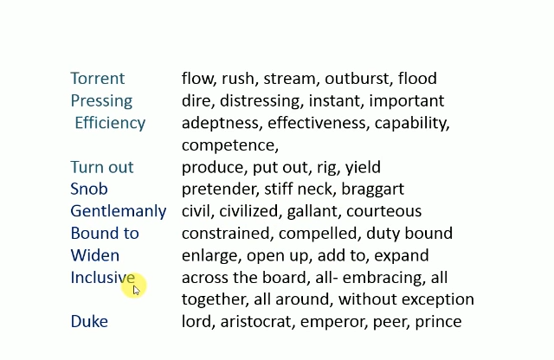 Torrent flow, rush, stream, outburst, flood
Pressing dire, distressing, instant, important
Efficiency adeptness, effectiveness, capability,
competence,
Turn out produce, put out, rig, yield
Snob pretender, stiff neck, braggart
Gentlemanly civil, civilized, gallant, courteous
Bound to constrained, compelled, duty bound
Widen enlarge, open up, add to, expand
Inclusive across the board, all- embracing, all
together, all around, without exception
Duke lord, aristocrat, emperor, peer, prince